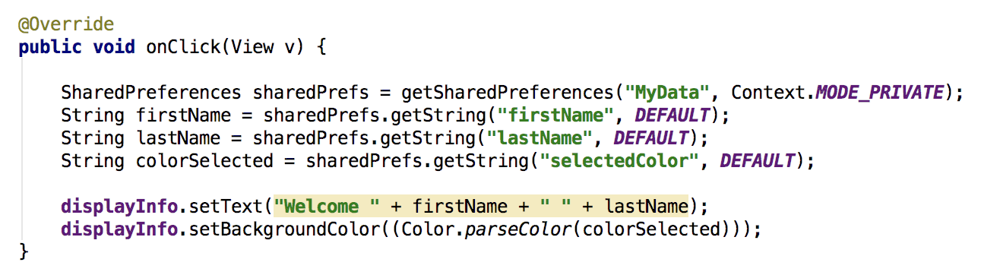 @Override
public void onClick(View v) {
SharedPreferences sharedPrefs = getSharedPreferences("MyData", Context.MODE_PRIVATE);
String firstName = sharedPrefs.getString("firstName", DEFAULT);
String lastName = sharedPrefs.getString("lastName", DEFAULT);
String colorSelected = sharedPrefs.getString("selectedColor", DEFAULT);
displayInfo.setText("Welcome " + firstName + " " + lastName);
displayInfo.setBackgroundColor((Color.parseColor(colorSelected)));
}